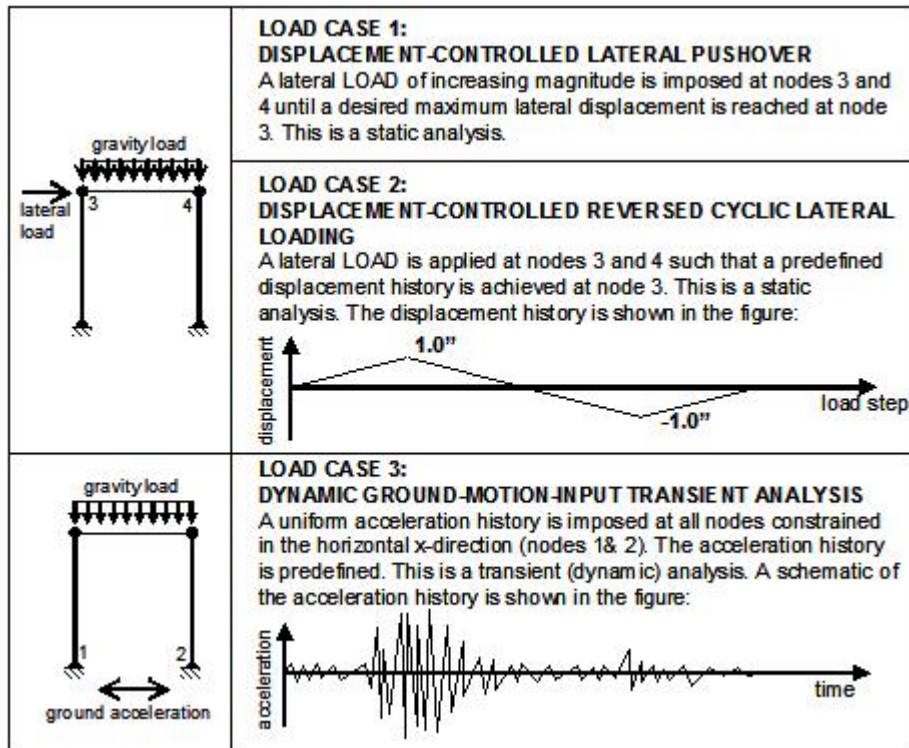 gravity load
lateral
load
3
4
LOAD CASE 1:
DISPLACEMENT-CONTROLLED LATERAL PUSHOVER
A lateral LOAD of increasing magnitude is imposed at nodes 3 and
4 until a desired maximum lateral displacement is reached at node
3. This is a static analysis.
LOAD CASE 2:
DISPLACEMENT-CONTROLLED REVERSED CYCLIC LATERAL
LOADING
A lateral LOAD is applied at nodes 3 and 4 such that a predefined
displacement history is achieved at node 3. This is a static
analysis. The displacement history is shown in the figure:
displacement
1.0”
-1.0”
load step
gravity load
1
2
ground acceleration
LOAD CASE 3:
DYNAMIC GROUND-MOTION-INPUT TRANSIENT ANALYSIS
A uniform acceleration history is imposed at all nodes constrained
in the horizontal x-direction (nodes 1& 2). The acceleration history
is predefined. This is a transient (dynamic) analysis. A schematic of
the acceleration history is shown in the figure:
acceleration
time